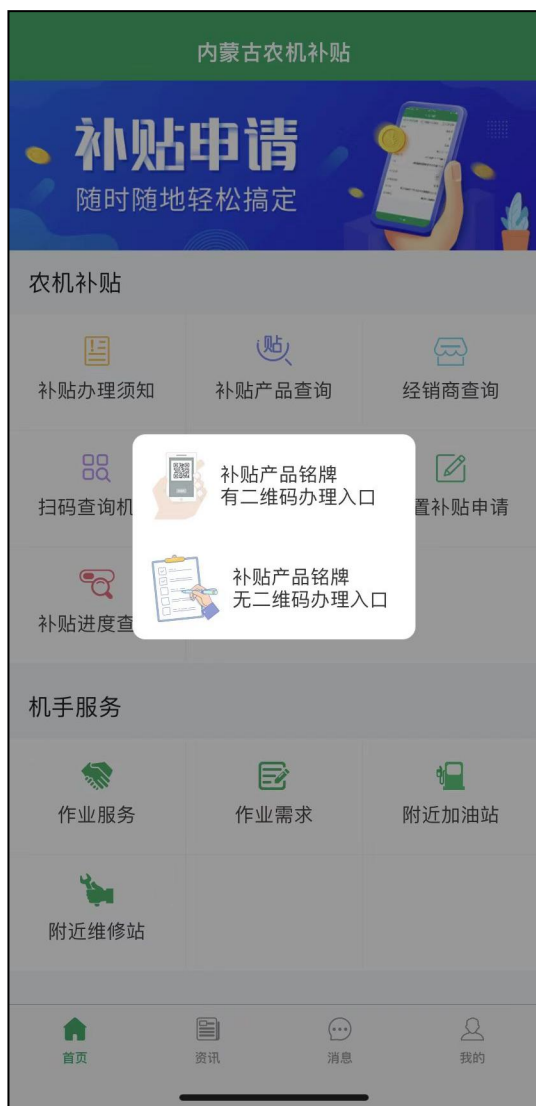 内蒙古农机补贴
补贴申请
随时随地轻松搞定
农机补贴
补贴办理须知
补贴产品查询
经销商查询
扫码查询机
补贴产品铭牌
有二维码办理入口
置补贴申请
补贴产品铭牌
无二维码办理入口
补贴进度查
机手服务
作业服务
作业需求
附近加油站
附近维修站
首页
资讯
消息
我的